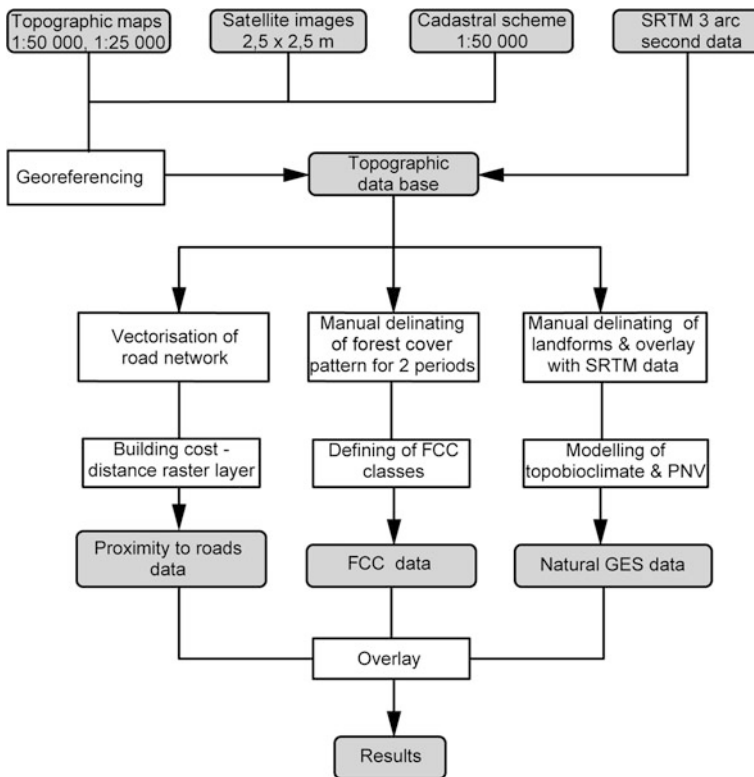 Topographic maps
1:50 000, 1:25 000
Satellite images
2,5 x 2,5 m
Cadastral scheme
1:50 000
SRTM 3 arc
second data
Georeferencing
Topographic
data base
Vectorisation of
road network
Manual delinating
of forest cover
pattern for 2 periods
Manual delinating of
landforms & overlay
with SRTM data
Building cost -
distance raster layer
Defining of FCC
classes
Modelling of
topobioclimate & PNV
Proximity to roads
data
FCC data
Natural GES data
Overlay
Results